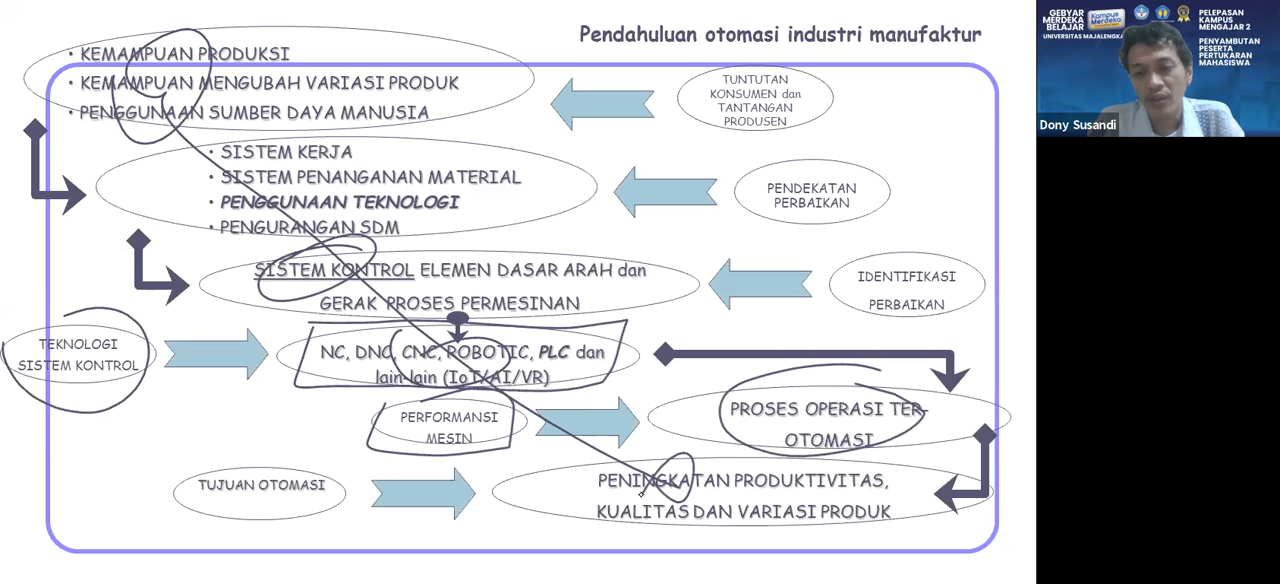 Pendahuluan otomasi industri manufaktur
• KEMAMPUAN PRODUKSI
• KEMAMPUAN MENGUBAH VARIASI PRODUK
• PENGGUNAAN SUMBER DAYA MANUSIA
TUNTUTAN
KONSUMEN dan
TANTANGAN
PRODUSEN
• SISTEM KERJA
• SISTEM PENANGANAN MATERIAL
• PENGGUNAAN TEKNOLOGI
• PENGURANGAN SDM
PENDEKATAN
PERBAIKAN
SISTEM KONTROL ELEMEN DASAR ARAH dan
GERAK PROSES PERMESINAN
IDENTIFIKASI
PERBAIKAN
TEKNOLOGI
SISTEM KONTROL
NC, DNC, CNC, ROBOTIC, PLC dan
lain-lain (IoT/AI/VR)
PERFORMANSI
MESIN
PROSES OPERASI TER-
OTOMASI
TUJUAN OTOMASI
PENINGKATAN PRODUKTIVITAS,
KUALITAS DAN VARIASI PRODUK
GEBYAR
MERDEKA
BELAJAR
UNIVERSITAS MAJALENGKA
Kampus
Merdeka
PELEPASAN
KAMPUS
MENGAJAR 2
PENYAMBUTAN
PESERTA
PERTUKARAN
MAHASISWA
Dony Susandi